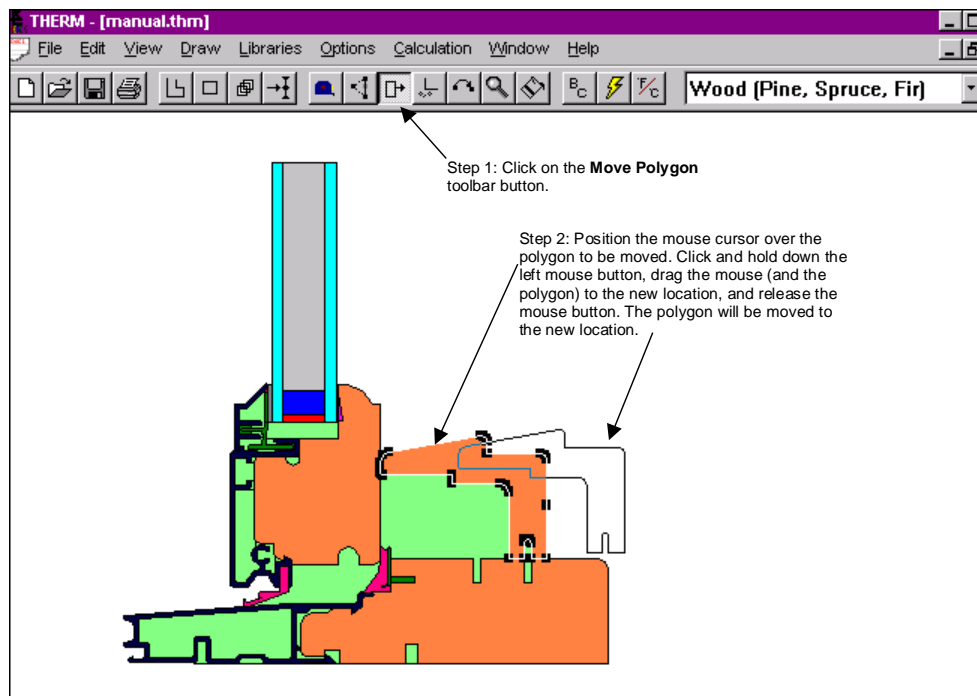 THERM - [manual.thm]
File Edit View Draw Libraries Options Calculation Window Help
BC °F/C Wood (Pine, Spruce, Fir)
Step 1: Click on the Move Polygon
toolbar button.
Step 2: Position the mouse cursor over the
polygon to be moved. Click and hold down the
left mouse button, drag the mouse (and the
polygon) to the new location, and release the
mouse button. The polygon will be moved to
the new location.